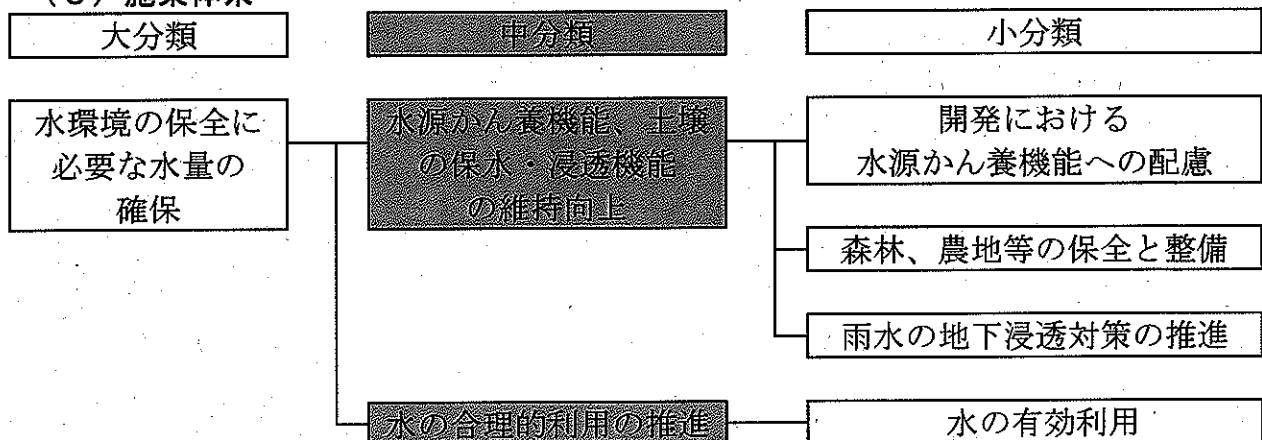 大分類
中分類
小分類
水環境の保全に
必要な水量の
確保
水源かん養機能、土壌
の保水・浸透機能
の維持向上
開発における
水源かん養機能への配慮
森林、農地等の保全と整備
雨水の地下浸透対策の推進
水の合理的利用の推進
水の有効利用